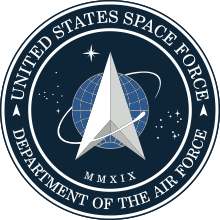 UNITED STATES SPACE FORCE
MMXIX
DEPARTMENT OF THE AIR FORCE